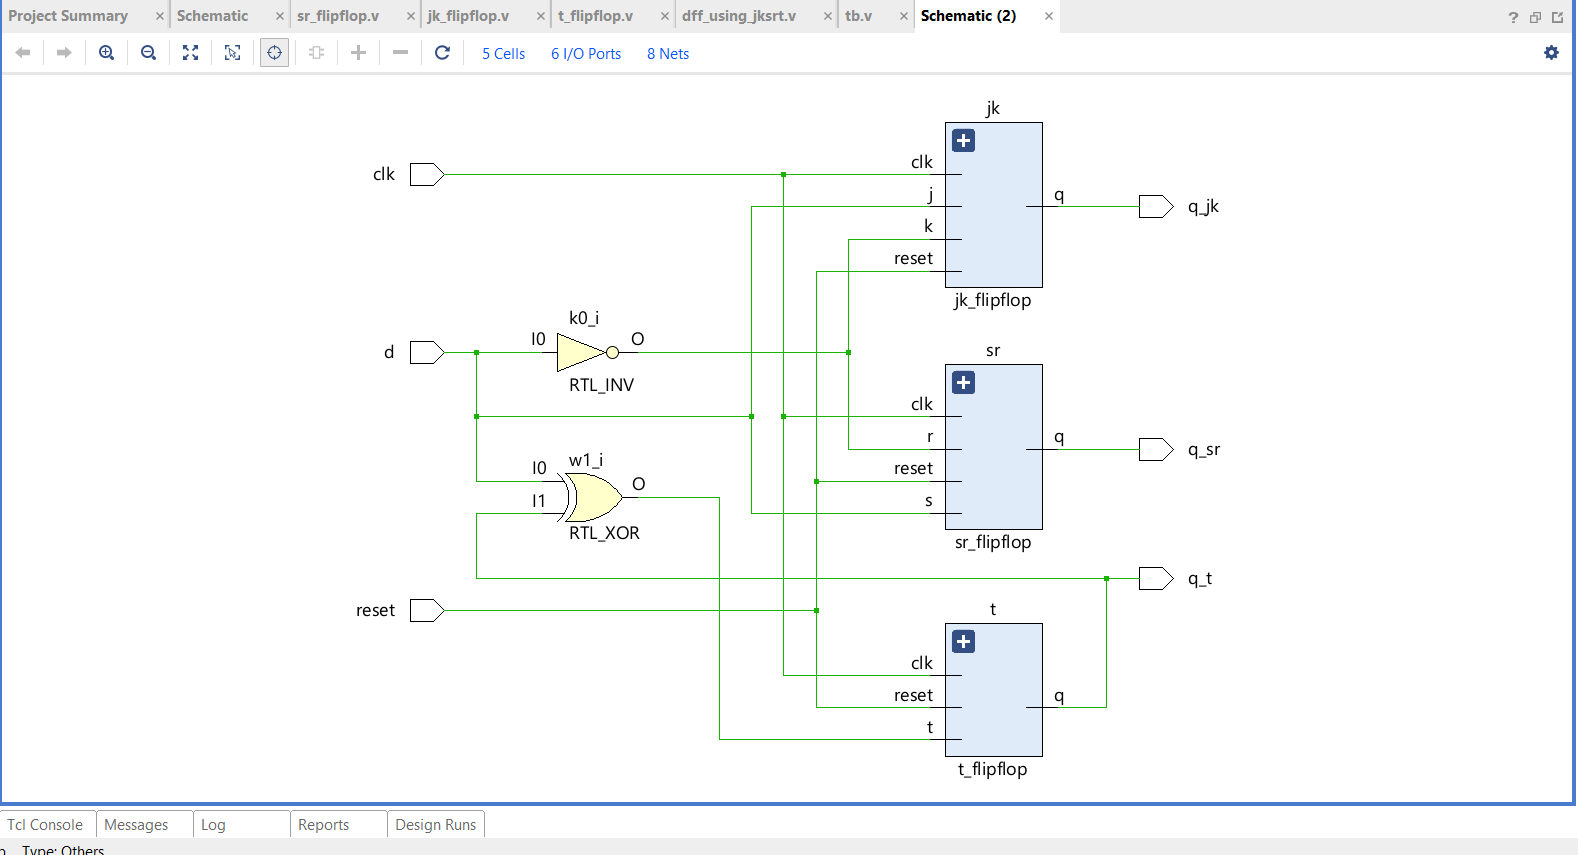 Project Summary × Schematic × sr_flipflop.v × jk_flipflop.v × t_flipflop.v × dff_using_jksrt.v × tb.v × Schematic (2) × ?
5 Cells 6 I/O Ports 8 Nets
jk
clk
clk
j
q
q_jk
k
reset
jk_flipflop
k0_i
I0
O
d
RTL_INV
sr
clk
r
q
q_sr
reset
s
sr_flipflop
w1_i
I0
O
I1
RTL_XOR
q_t
reset
t
clk
reset
q
t
t_flipflop
Tcl Console Messages Log Reports Design Runs
Type: Others